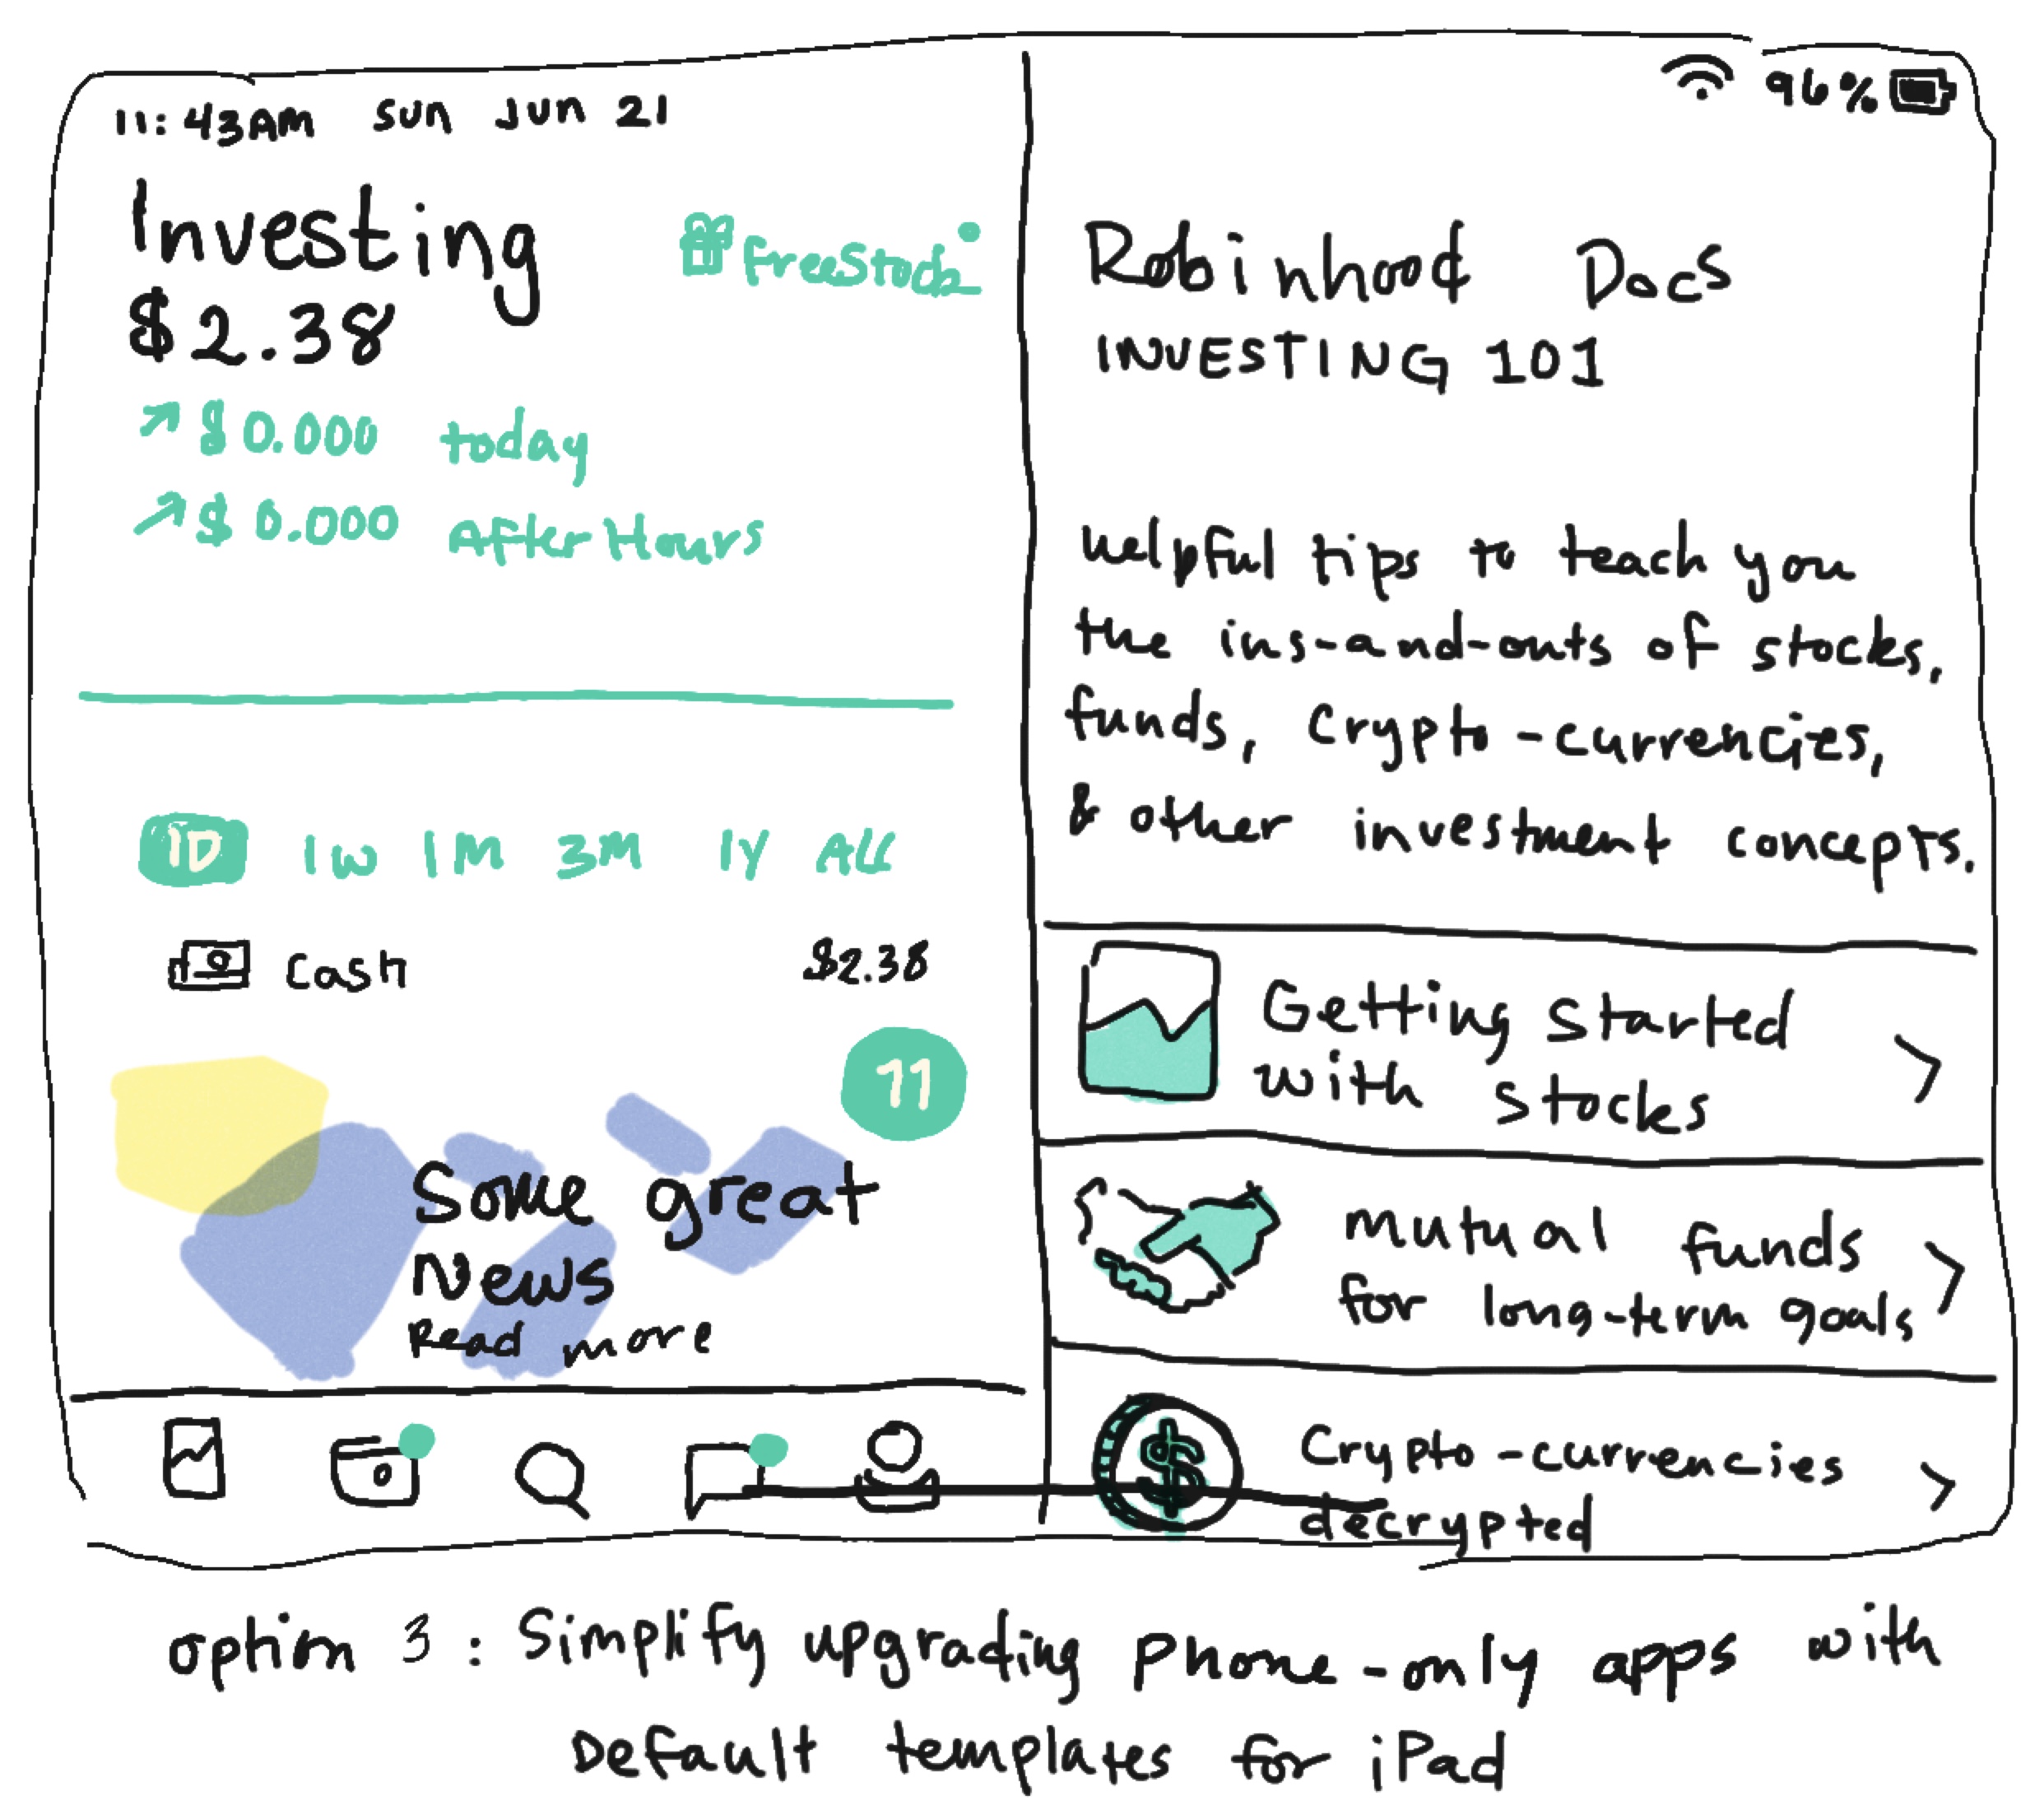 11:43AM sun Jun 21
96%
Investing
$2.38
free Stock
↗ $0.000 today
↗ $0.000 After Hours
1D 1W 1M 3M 1Y All
Cash $2.38
11
Some great
News
Read more
Robinhood Docs
INVESTING 101
Helpful tips to teach you
the ins-and-outs of stocks,
funds, Crypto-currencies,
& other investment concepts.
Getting started
with stocks
Mutual funds
for long-term goals
Crypto-currencies
decrypted
option 3: Simplify upgrading Phone-only apps with
Default templates for iPad